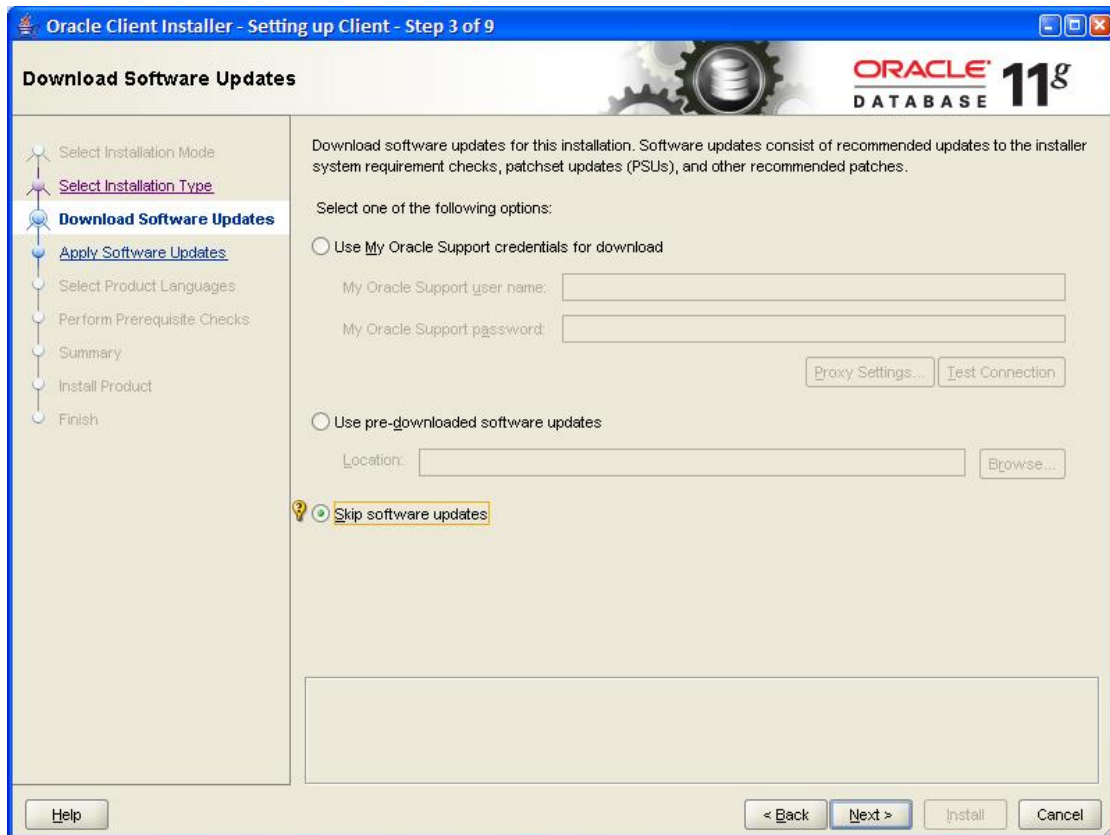 Oracle Client Installer - Setting up Client - Step 3 of 9
Download Software Updates
ORACLE
DATABASE
11g
Select Installation Mode
Select Installation Type
Download Software Updates
Apply Software Updates
Select Product Languages
Perform Prerequisite Checks
Summary
Install Product
Finish
Download software updates for this installation. Software updates consist of recommended updates to the installer
system requirement checks, patchset updates (PSUs), and other recommended patches.
Select one of the following options:
Use My Oracle Support credentials for download
My Oracle Support user name:
My Oracle Support password:
Proxy Settings... Test Connection
Use pre-downloaded software updates
Location: Browse...
Skip software updates
Help < Back Next > Install Cancel